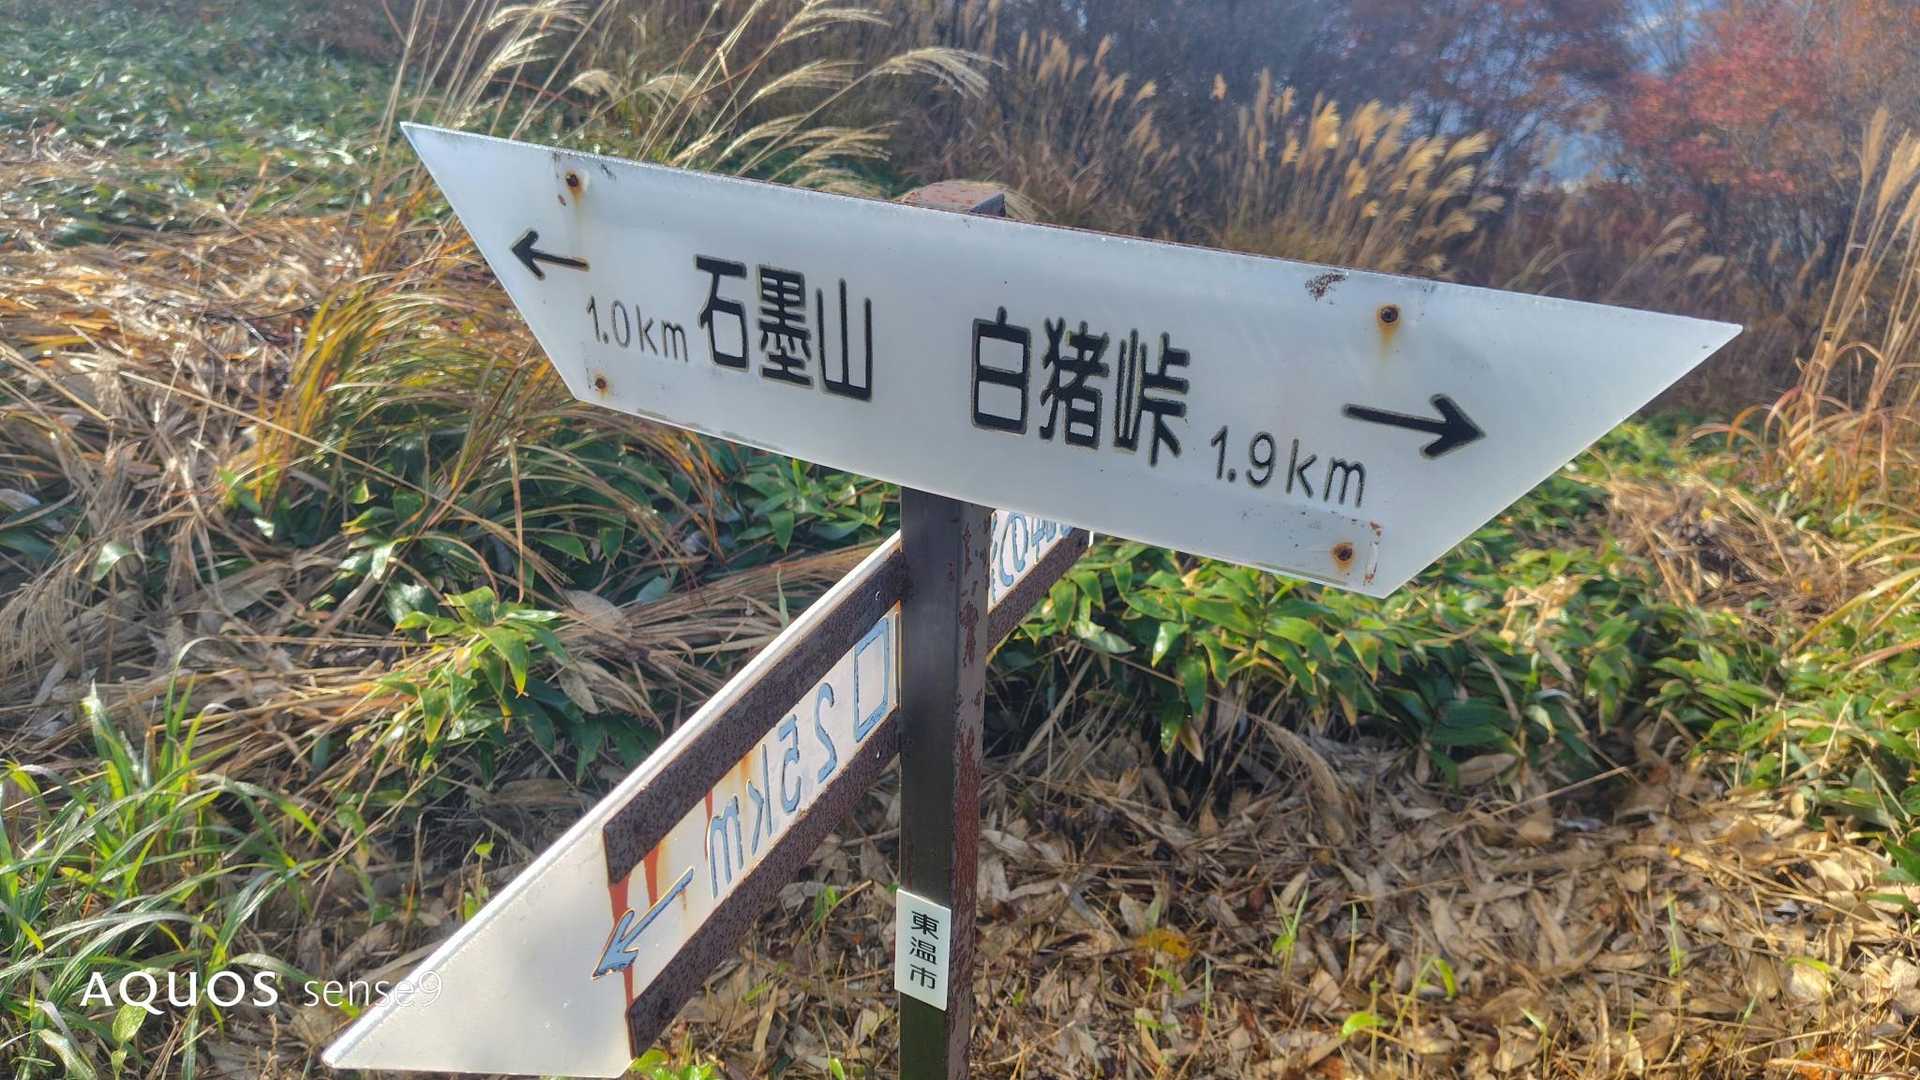 ← 1.0km 石墨山 白猪峠 1.9km →
口 2.5km
東温市
AQUOS sense9